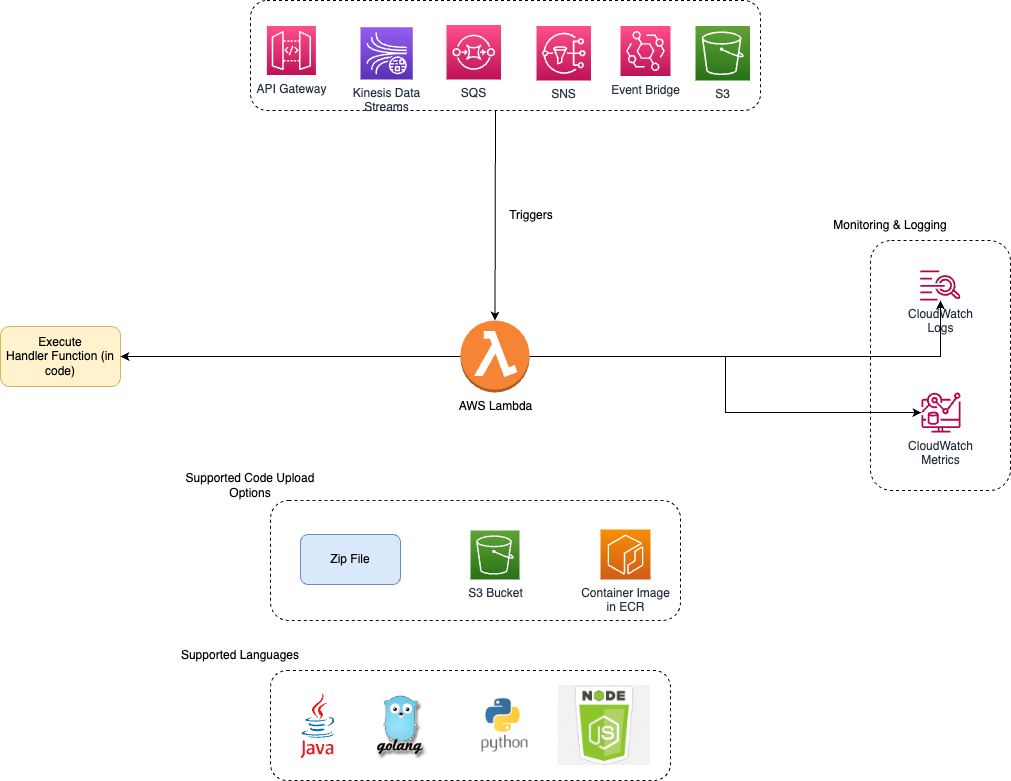 API Gateway
Kinesis Data
Streams
SQS
SNS
Event Bridge
S3
Triggers
Monitoring & Logging
CloudWatch
Logs
Execute
Handler Function (in
code)
AWS Lambda
CloudWatch
Metrics
Supported Code Upload
Options
Zip File
S3 Bucket
Container Image
in ECR
Supported Languages
Java
golang
python
NODE
JS